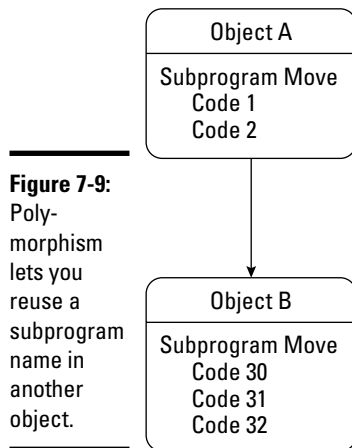 Object A
Subprogram Move
Code 1
Code 2
Figure 7-9:
Poly-
morphism
lets you
reuse a
subprogram
name in
another
object.
Object B
Subprogram Move
Code 30
Code 31
Code 32